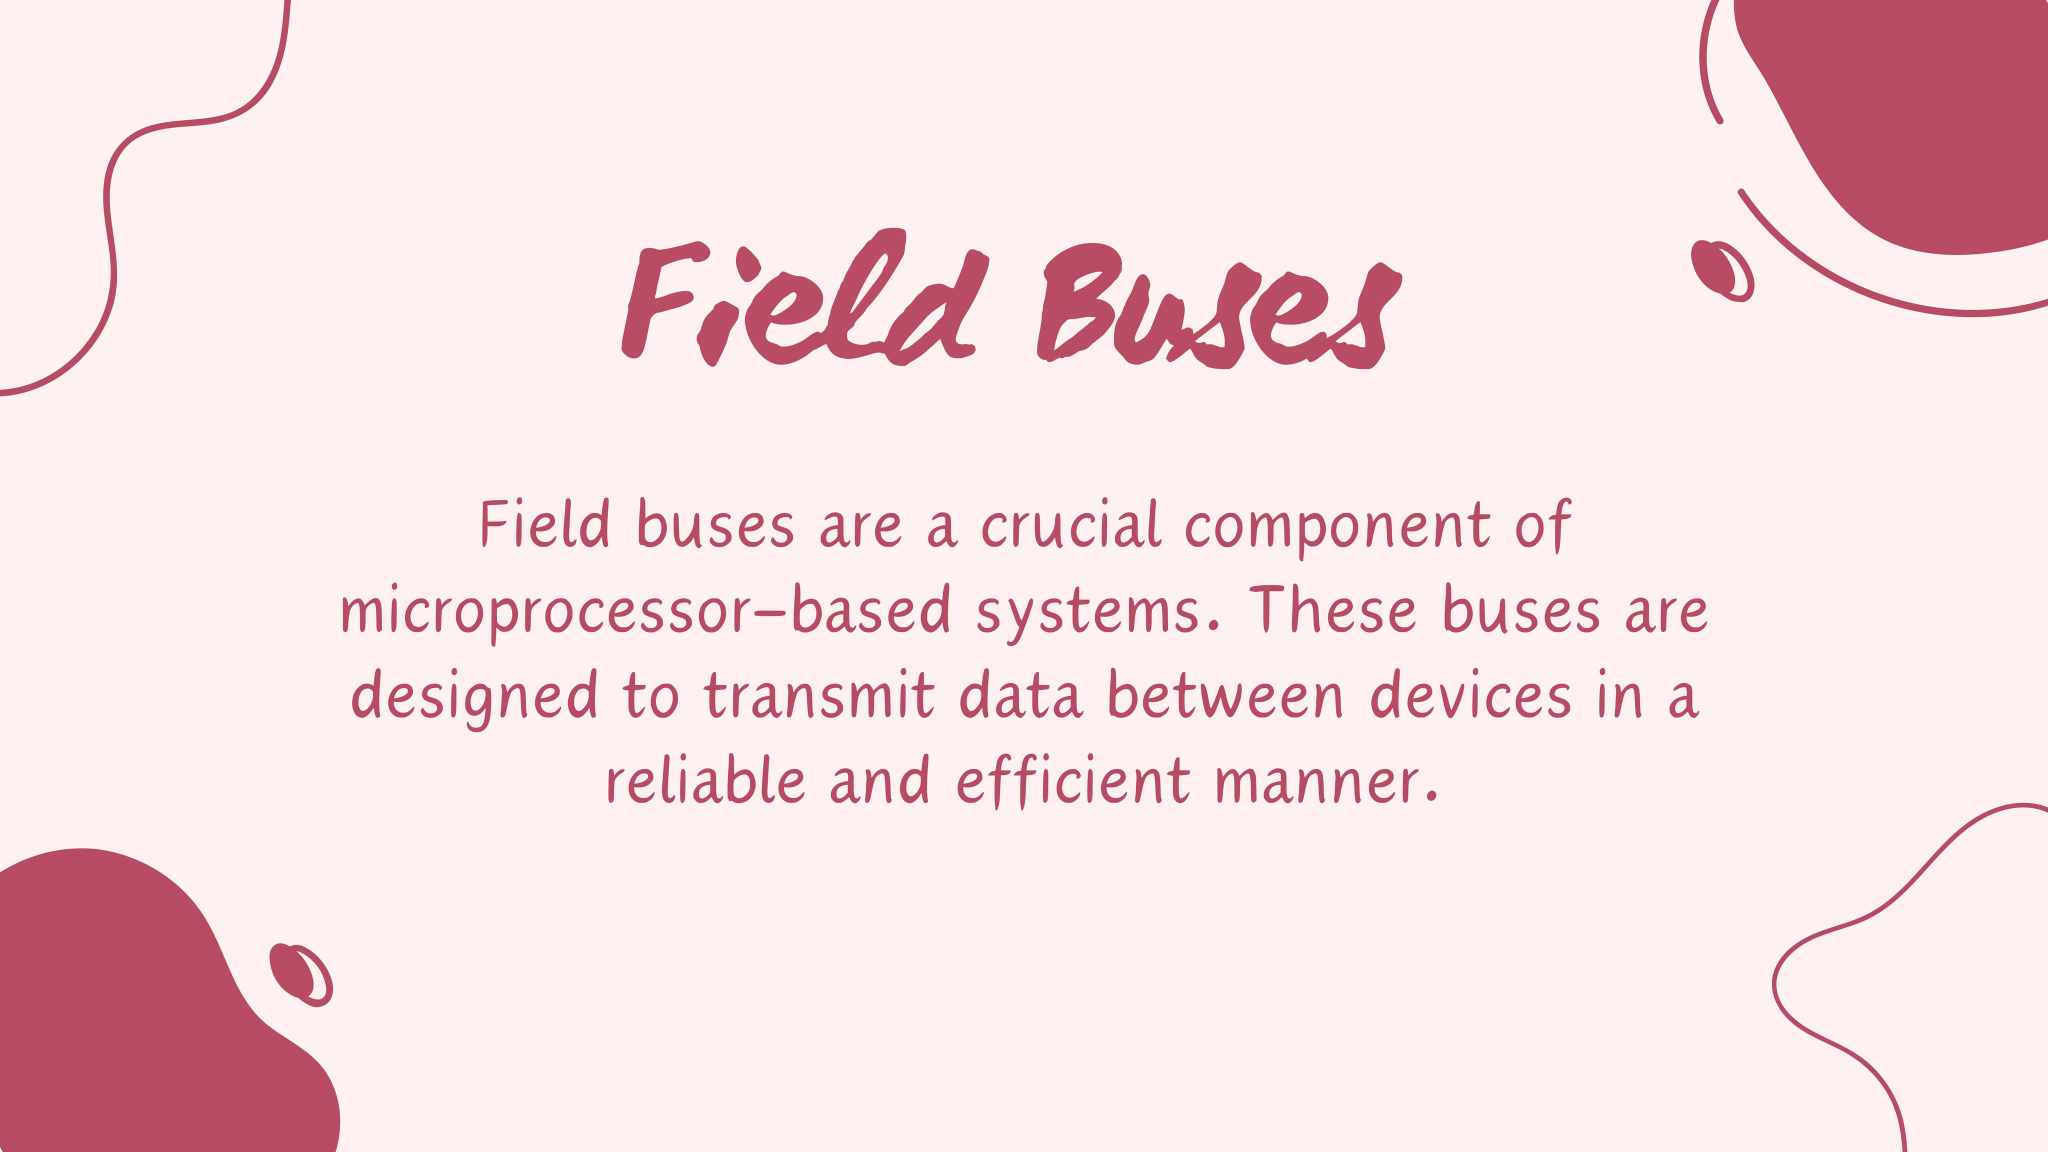 Field Buses
Field buses are a crucial component of
microprocessor-based systems. These buses are
designed to transmit data between devices in a
reliable and efficient manner.